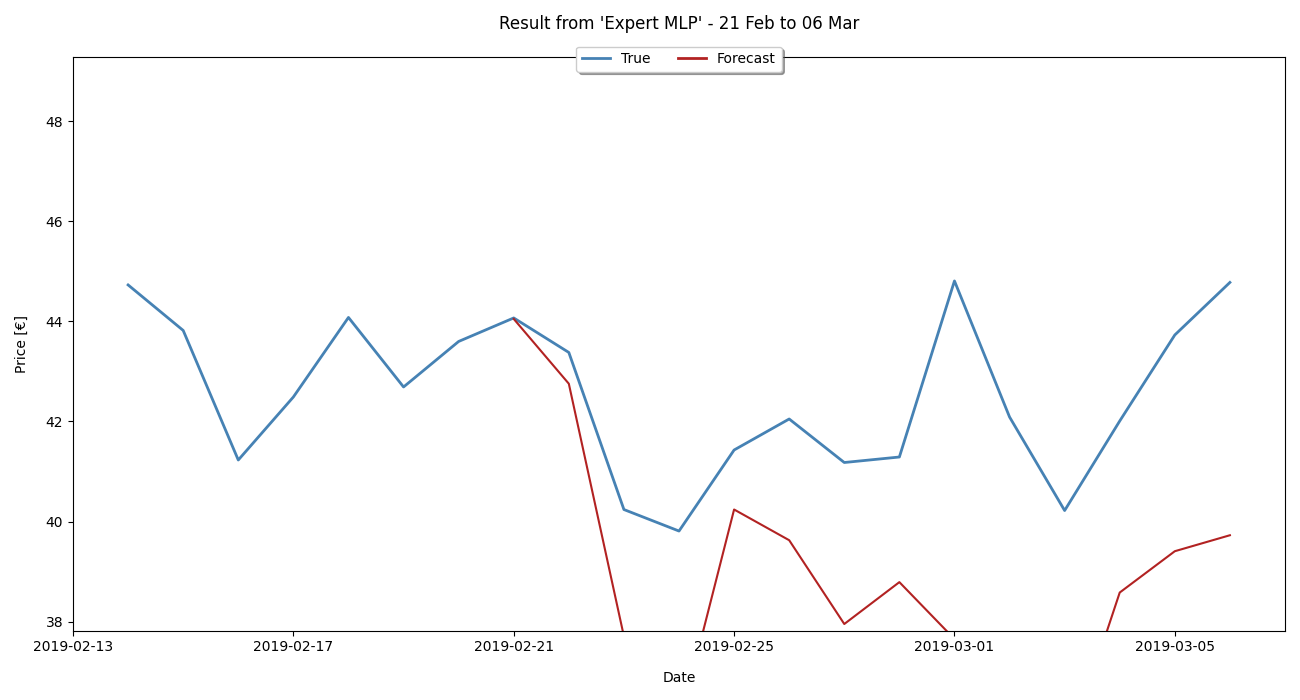 Result from 'Expert MLP' - 21 Feb to 06 Mar
True Forecast
48
46
44
42
40
38
Price [€]
2019-02-13 2019-02-17 2019-02-21 2019-02-25 2019-03-01 2019-03-05
Date